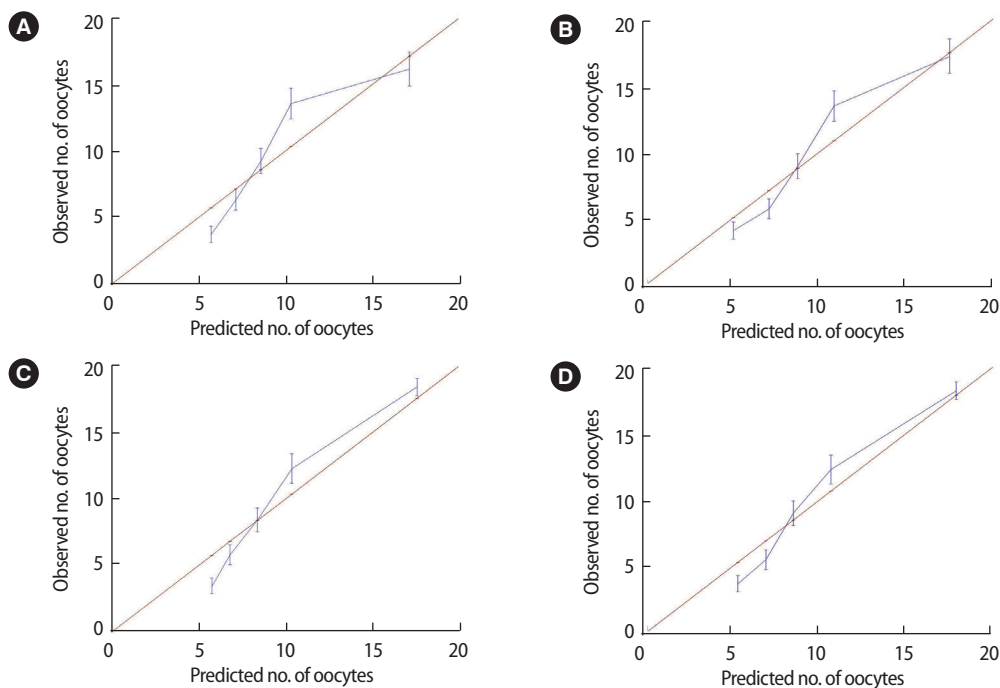 A
20
15
10
5
0
Observed no. of oocytes
0 5 10 15 20
Predicted no. of oocytes
B
20
15
10
5
0
Observed no. of oocytes
0 5 10 15 20
Predicted no. of oocytes
C
20
15
10
5
0
Observed no. of oocytes
0 5 10 15 20
Predicted no. of oocytes
D
20
15
10
5
0
Observed no. of oocytes
0 5 10 15 20
Predicted no. of oocytes